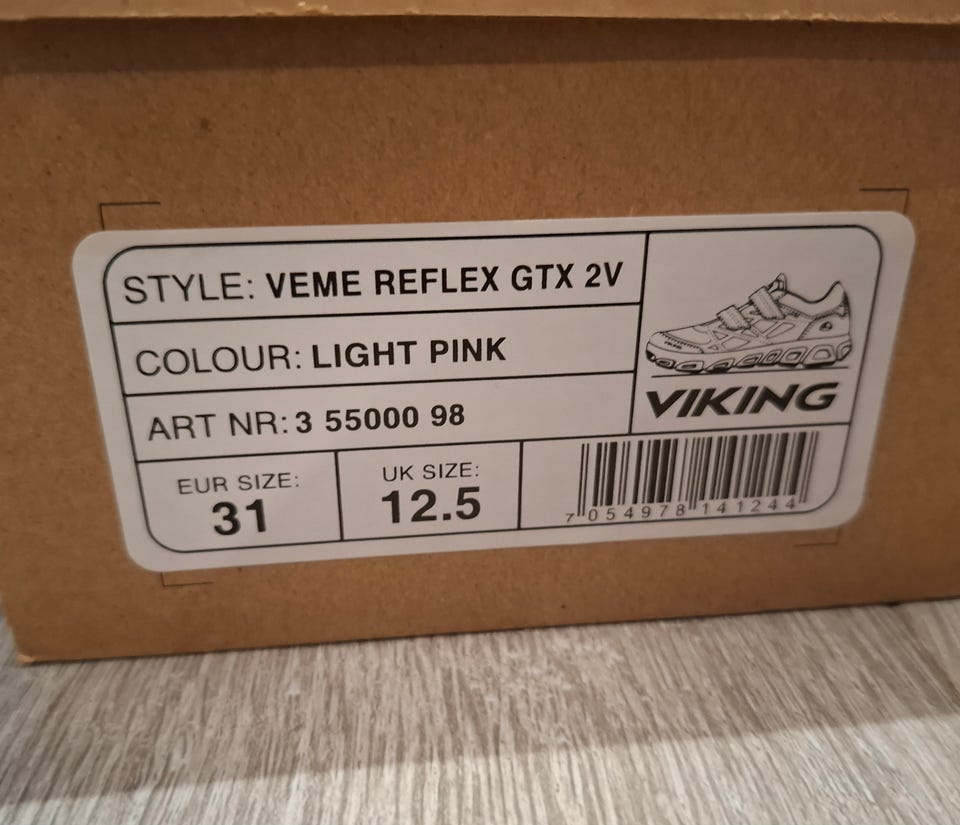 STYLE: VEME REFLEX GTX 2V
COLOUR: LIGHT PINK
ART NR: 3 55000 98
VIKING
EUR SIZE:
31
UK SIZE:
12.5
7 054978 141244